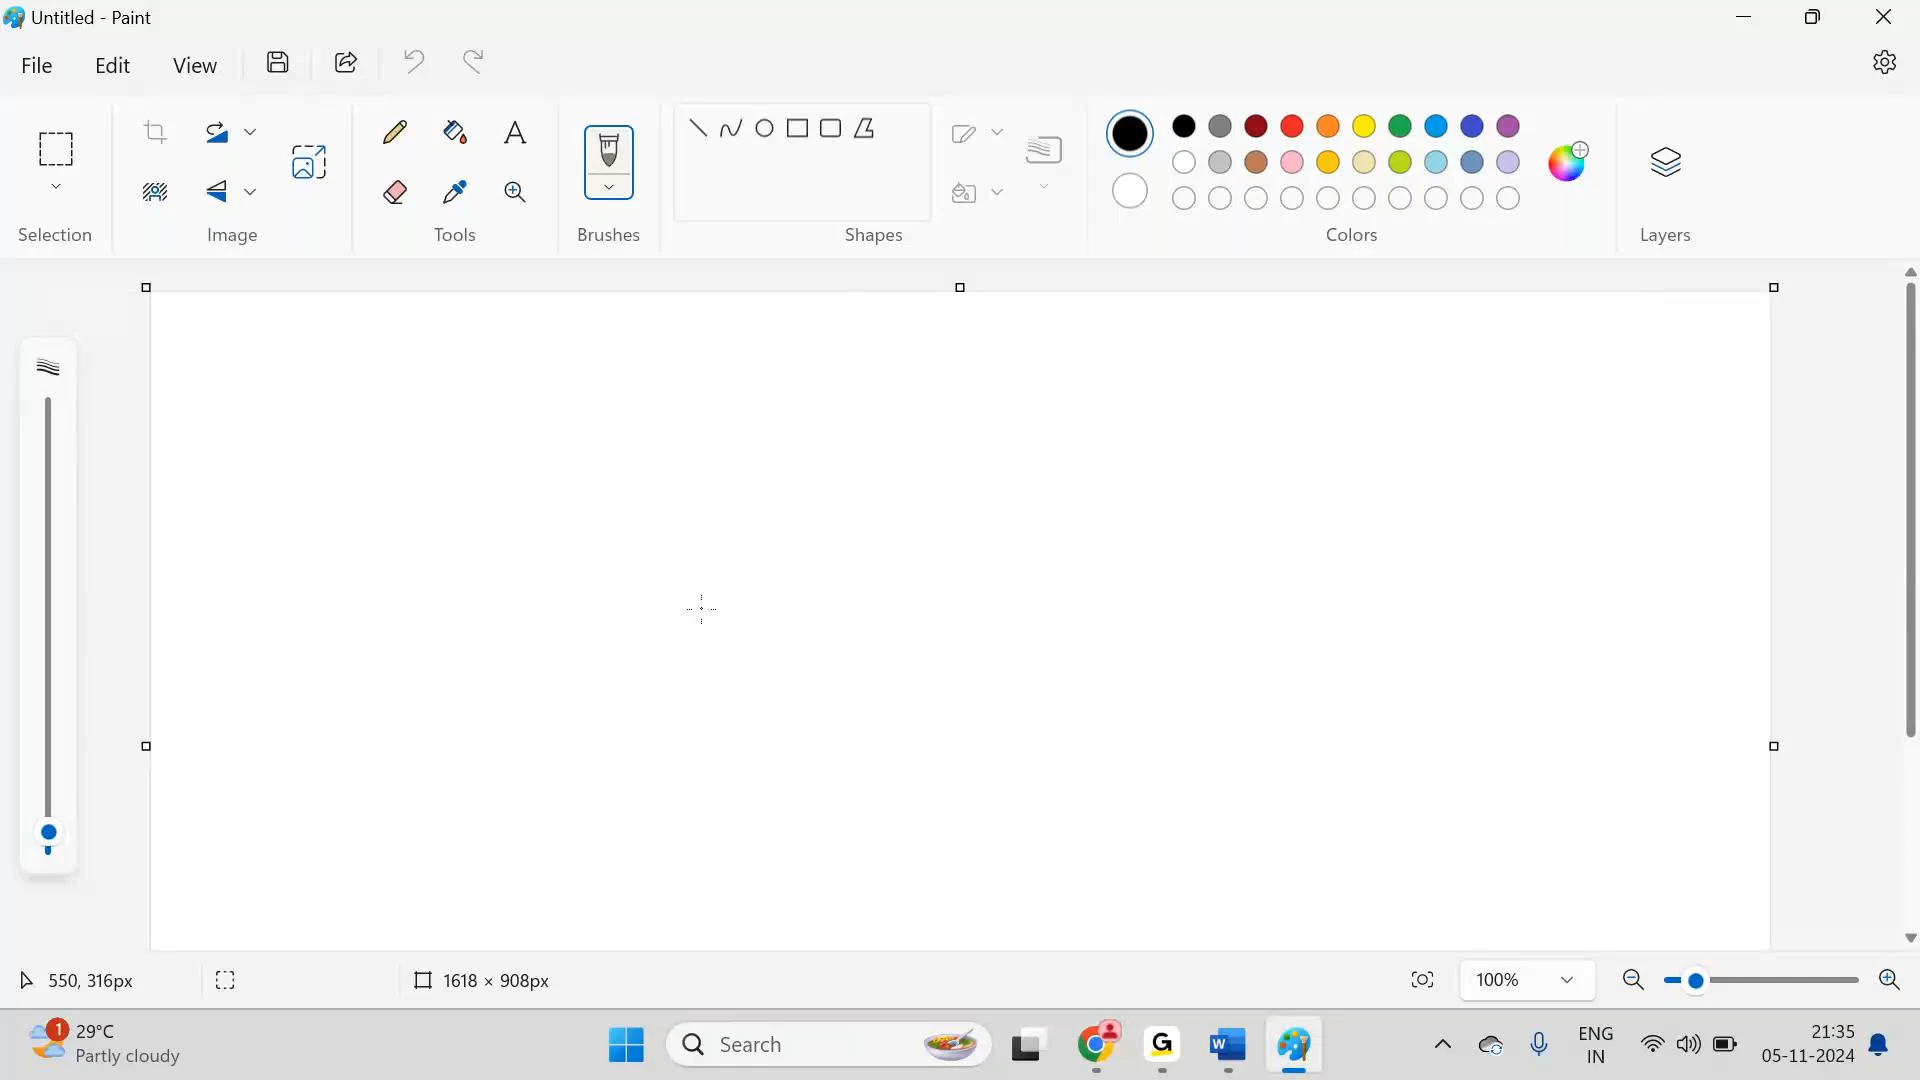 Untitled - Paint
File Edit View
Selection Image Tools Brushes Shapes Colors Layers
550, 316px 1618 × 908px 100%
1 29°C
Partly cloudy
Search
G
W
ENG
IN
21:35
05-11-2024